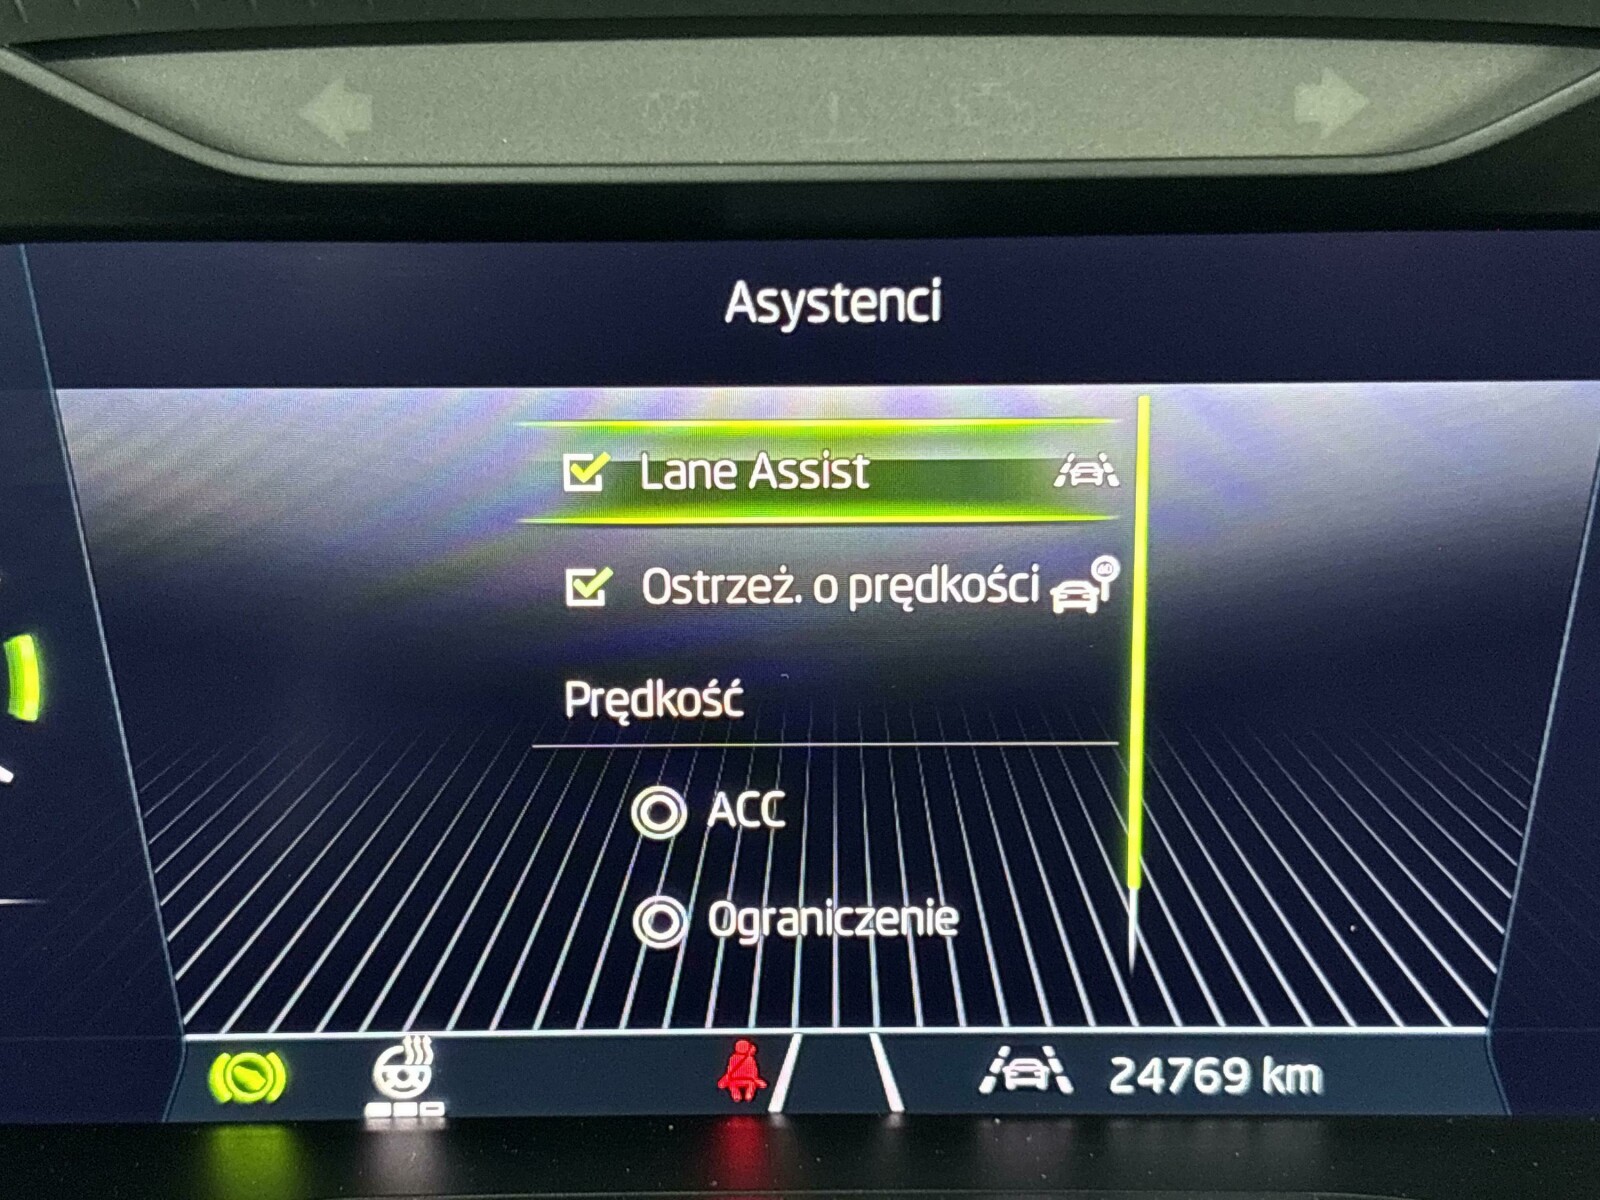 Asystenci
Lane Assist
Ostrzeż. o prędkości
Prędkość
ACC
Ograniczenie
24769 km